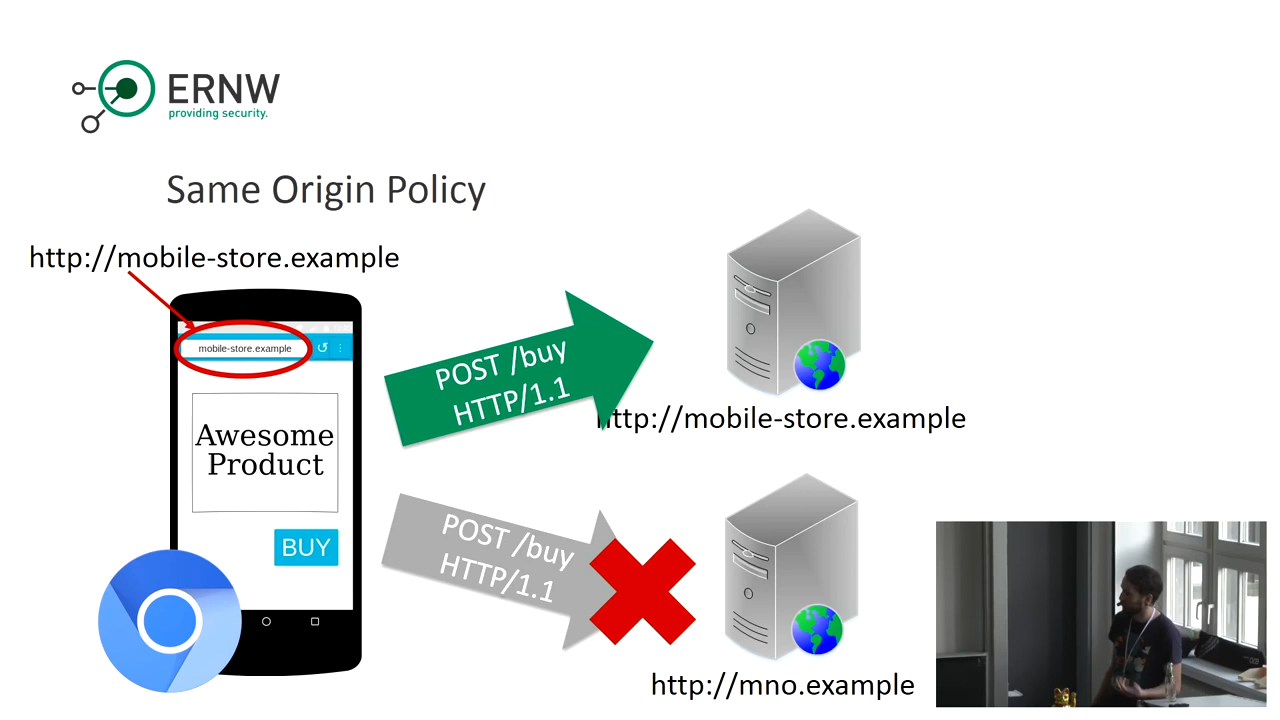 ERNW
providing security.
Same Origin Policy
http://mobile-store.example
mobile-store.example
Awesome
Product
BUY
POST /buy
HTTP/1.1
http://mobile-store.example
POST /buy
HTTP/1.1
http://mno.example